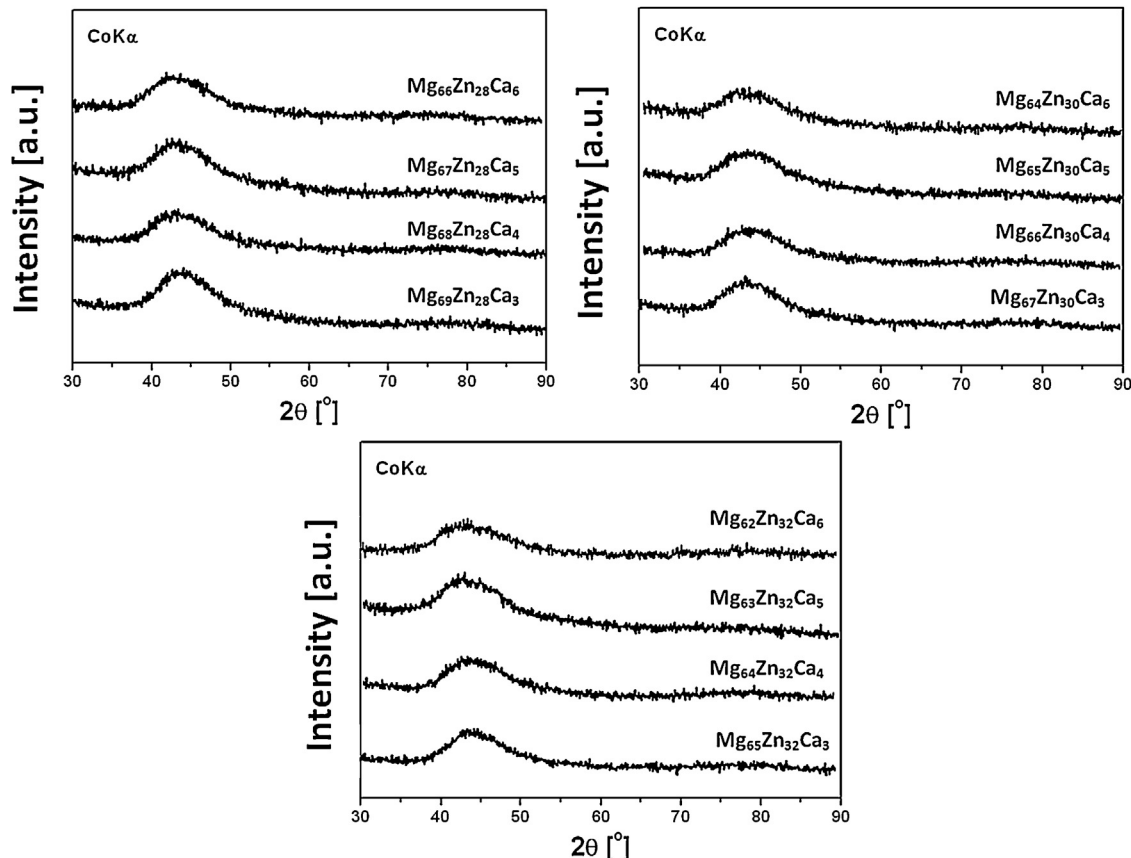 CoKα
Intensity [a.u.]
Mg₆₆Zn₂₈Ca₆
Mg₆₇Zn₂₈Ca₅
Mg₆₈Zn₂₈Ca₄
Mg₆₉Zn₂₈Ca₃
30 40 50 60 70 80 90
2θ [°]
CoKα
Intensity [a.u.]
Mg₆₄Zn₃₀Ca₆
Mg₆₅Zn₃₀Ca₅
Mg₆₆Zn₃₀Ca₄
Mg₆₇Zn₃₀Ca₃
30 40 50 60 70 80 90
2θ [°]
CoKα
Intensity [a.u.]
Mg₆₂Zn₃₂Ca₆
Mg₆₃Zn₃₂Ca₅
Mg₆₄Zn₃₂Ca₄
Mg₆₅Zn₃₂Ca₃
30 40 50 60 70 80 90
2θ [°]